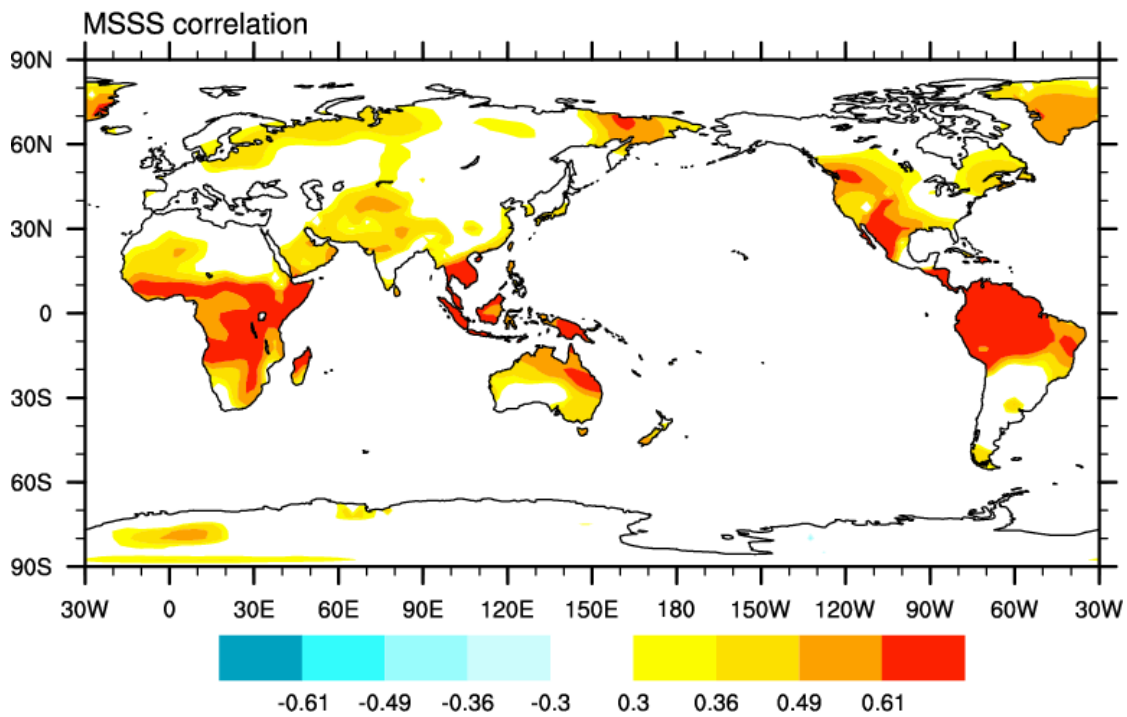 MSSS correlation
90N
60N
30N
0
30S
60S
90S
30W 0 30E 60E 90E 120E 150E 180 150W 120W 90W 60W 30W
-0.61 -0.49 -0.36 -0.3 0.3 0.36 0.49 0.61